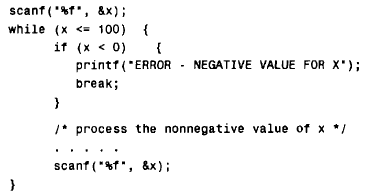 scanf("%f", &x);
while (x <= 100) {
if (x < 0) {
printf("ERROR - NEGATIVE VALUE FOR X");
break;
}
/* process the nonnegative value of x */
. . . . .
scanf("%f", &x);
}